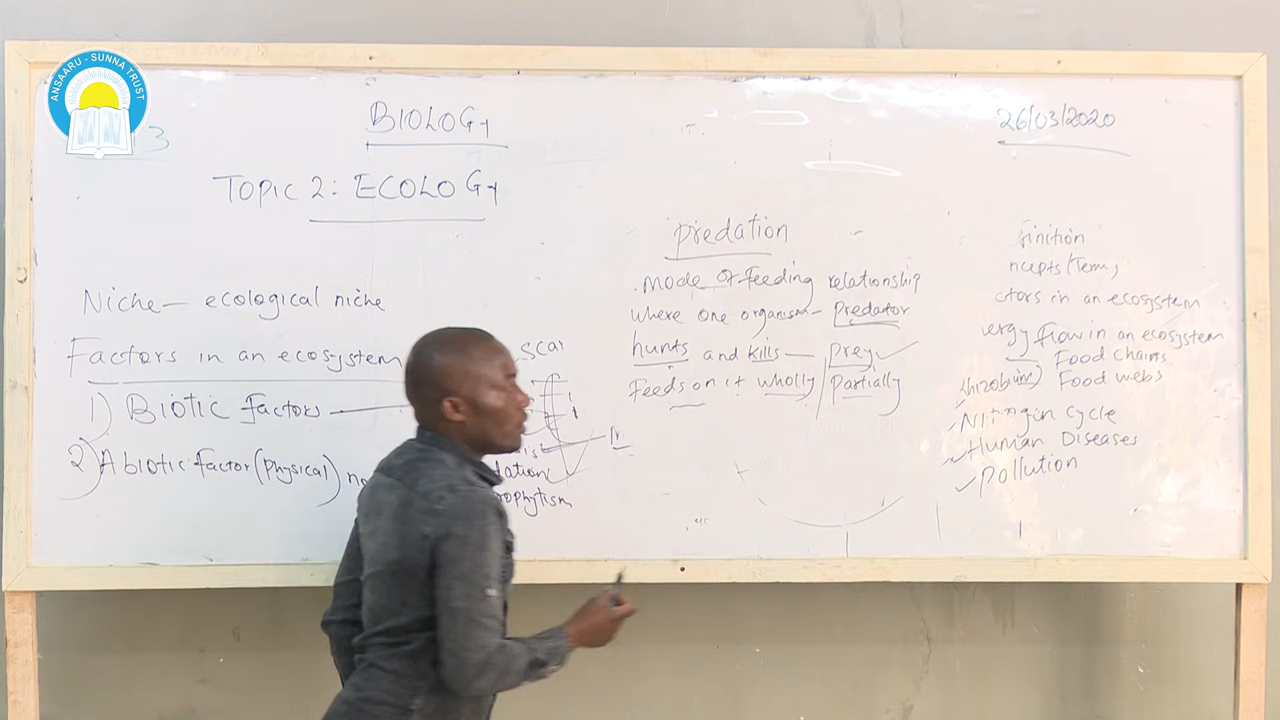 ANSAARU - SUNNA TRUST
3
BIOLOGY
26/03/2020
TOPIC 2: ECOLOGY
Niche — ecological niche
Factors in an ecosystem
1) Biotic factors
2) Abiotic factor (physical)
dation
ophytism
predation
mode of feeding relationship
where one organism - predator
hunts and kills — prey
Feeds on it wholly / partially
finition
ncepts (Term,
ctors in an ecosystem
ergy flow in an ecosystem
Food chains
Food webs
Nitrogen cycle
Human Diseases
pollution